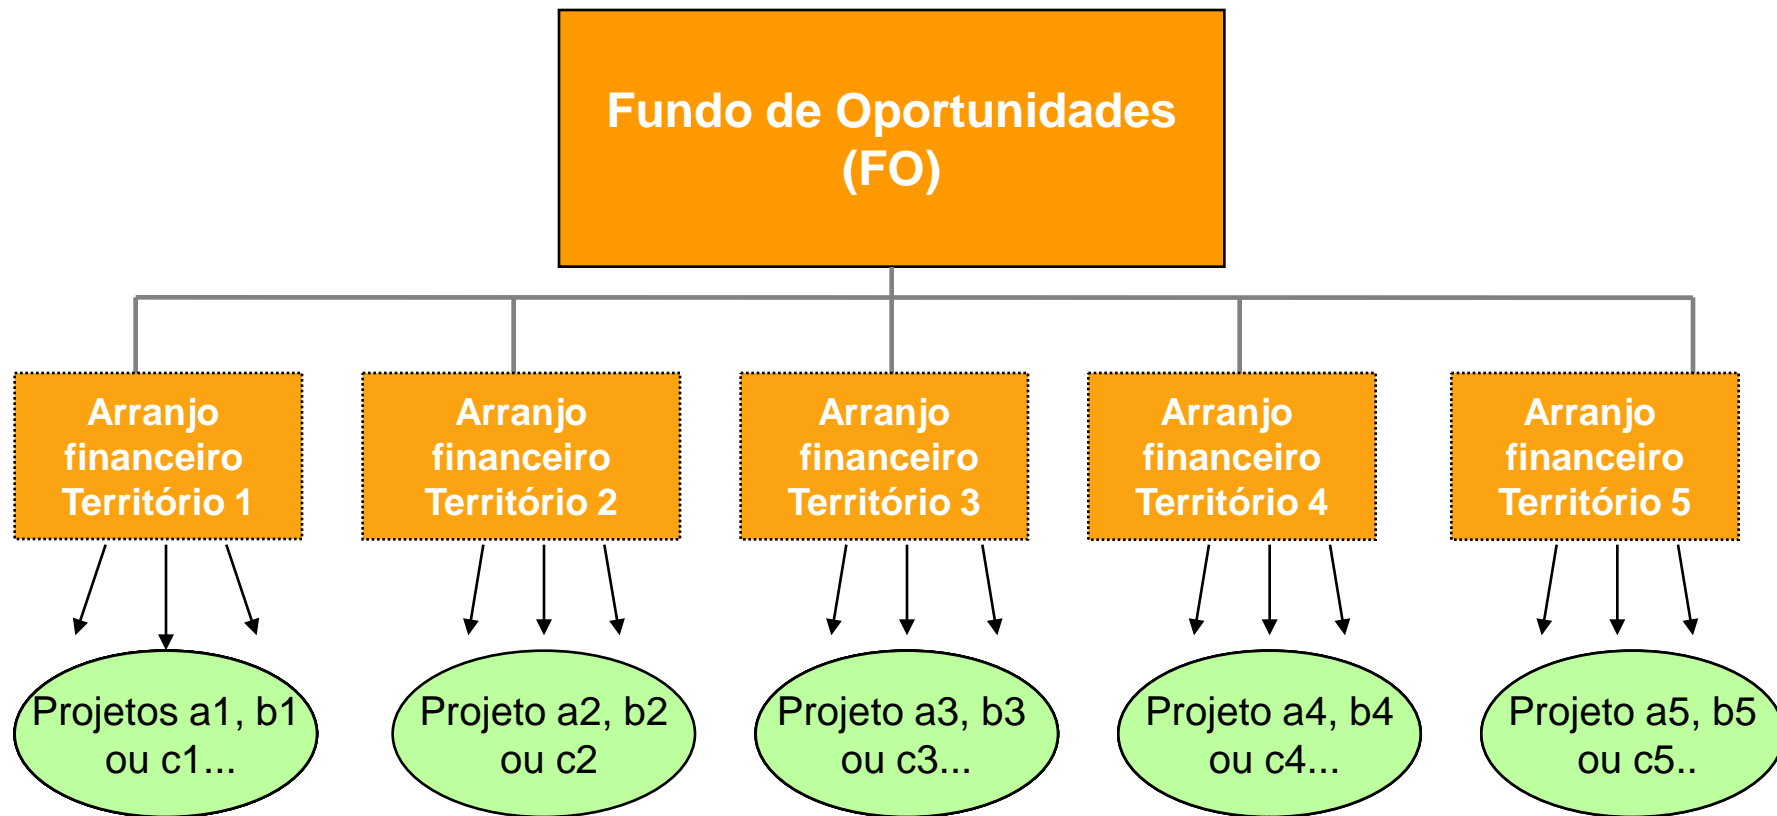 Fundo de Oportunidades
(FO)
Arranjo
financeiro
Território 1
Arranjo
financeiro
Território 2
Arranjo
financeiro
Território 3
Arranjo
financeiro
Território 4
Arranjo
financeiro
Território 5
Projetos a1, b1
ou c1...
Projeto a2, b2
ou c2
Projeto a3, b3
ou c3...
Projeto a4, b4
ou c4...
Projeto a5, b5
ou c5..